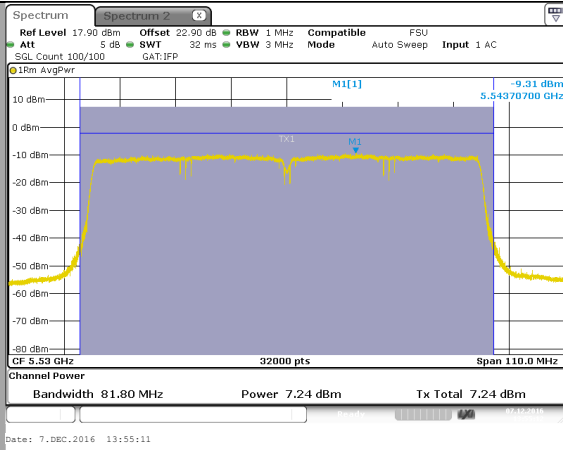 Spectrum Spectrum 2 X
Ref Level 17.90 dBm Offset 22.90 dB RBW 1 MHz Compatible FSU
Att 5 dB SWT 32 ms VBW 3 MHz Mode Auto Sweep Input 1 AC
SGL Count 100/100 GAT:IFP
1Rm AvgPwr
M1[1] -9.31 dBm
5.54370700 GHz
10 dBm
0 dBm
TX1
M1
-10 dBm
-20 dBm
-30 dBm
-40 dBm
-50 dBm
-60 dBm
-70 dBm
-80 dBm
CF 5.53 GHz 32000 pts Span 110.0 MHz
Channel Power
Bandwidth 81.80 MHz Power 7.24 dBm Tx Total 7.24 dBm
Ready 07.12.2016
Date: 7.DEC.2016 13:55:11